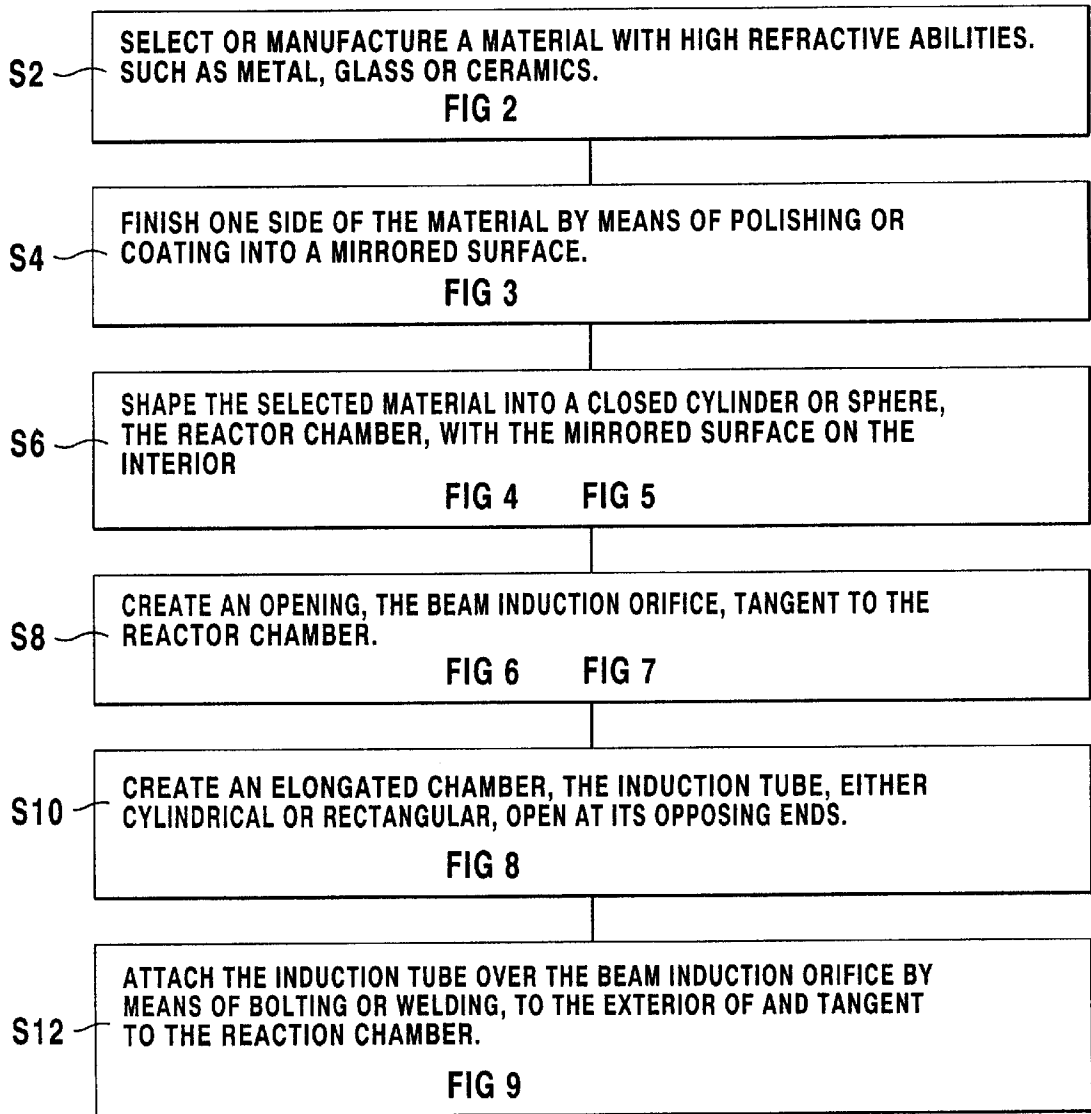 S2
SELECT OR MANUFACTURE A MATERIAL WITH HIGH REFRACTIVE ABILITIES.
SUCH AS METAL, GLASS OR CERAMICS.
FIG 2
S4
FINISH ONE SIDE OF THE MATERIAL BY MEANS OF POLISHING OR
COATING INTO A MIRRORED SURFACE.
FIG 3
S6
SHAPE THE SELECTED MATERIAL INTO A CLOSED CYLINDER OR SPHERE,
THE REACTOR CHAMBER, WITH THE MIRRORED SURFACE ON THE
INTERIOR
FIG 4 FIG 5
S8
CREATE AN OPENING, THE BEAM INDUCTION ORIFICE, TANGENT TO THE
REACTOR CHAMBER.
FIG 6 FIG 7
S10
CREATE AN ELONGATED CHAMBER, THE INDUCTION TUBE, EITHER
CYLINDRICAL OR RECTANGULAR, OPEN AT ITS OPPOSING ENDS.
FIG 8
S12
ATTACH THE INDUCTION TUBE OVER THE BEAM INDUCTION ORIFICE BY
MEANS OF BOLTING OR WELDING, TO THE EXTERIOR OF AND TANGENT
TO THE REACTION CHAMBER.
FIG 9